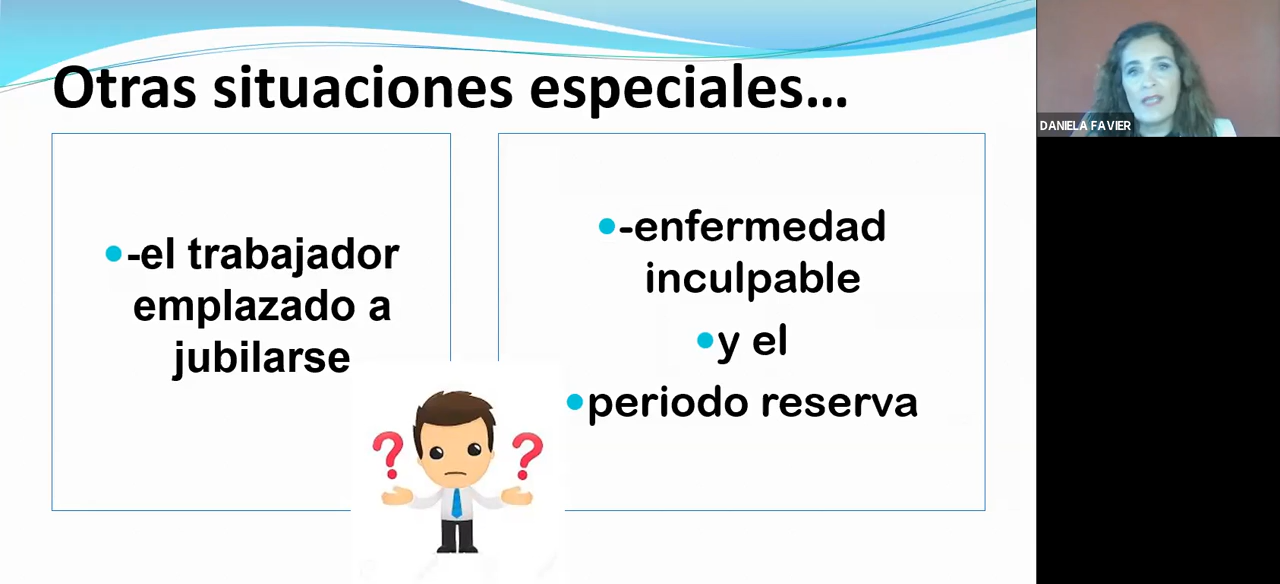 Otras situaciones especiales...
•-el trabajador
emplazado a
jubilarse
•-enfermedad
inculpable
•y el
•periodo reserva
? ?
DANIELA FAVIER